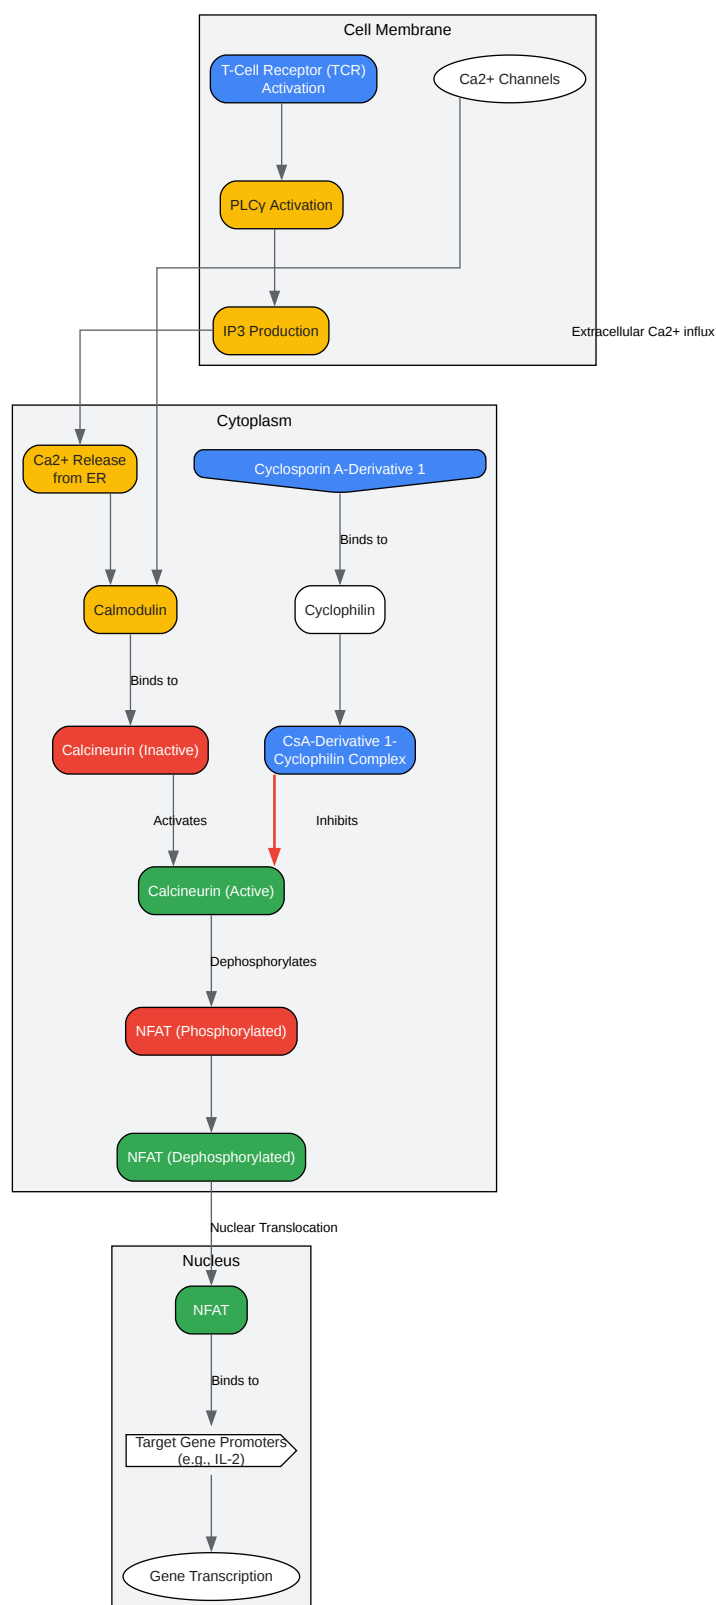 Cell Membrane
T-Cell Receptor (TCR)
Activation
Ca2+ Channels
PLCγ Activation
IP3 Production
Extracellular Ca2+ influx
Cytoplasm
Ca2+ Release
from ER
Cyclosporin A-Derivative 1
Binds to
Calmodulin
Cyclophilin
Binds to
Calcineurin (Inactive)
CsA-Derivative 1-
Cyclophilin Complex
Activates
Inhibits
Calcineurin (Active)
Dephosphorylates
NFAT (Phosphorylated)
NFAT (Dephosphorylated)
Nuclear Translocation
Nucleus
NFAT
Binds to
Target Gene Promoters
(e.g., IL-2)
Gene Transcription